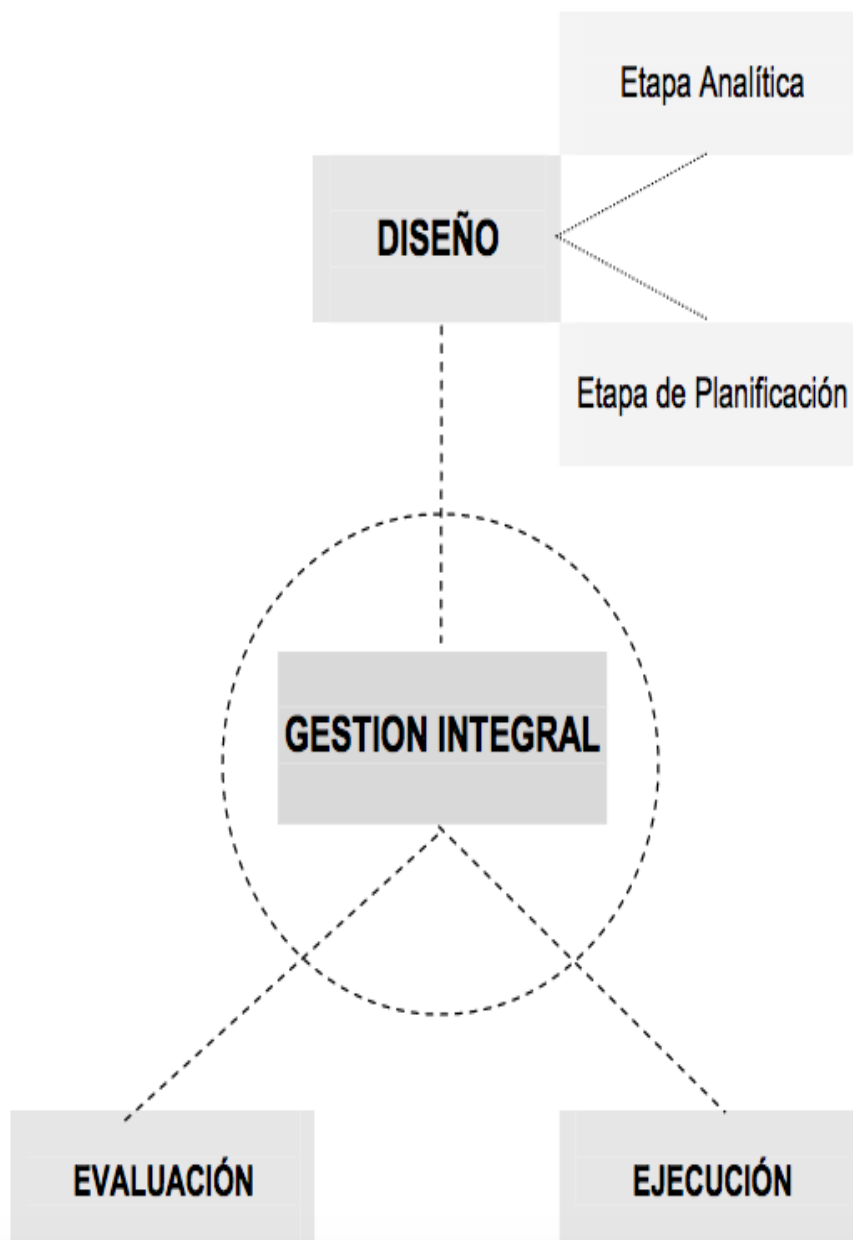 Etapa Analítica
DISEÑO
Etapa de Planificación
GESTION INTEGRAL
EVALUACIÓN
EJECUCIÓN